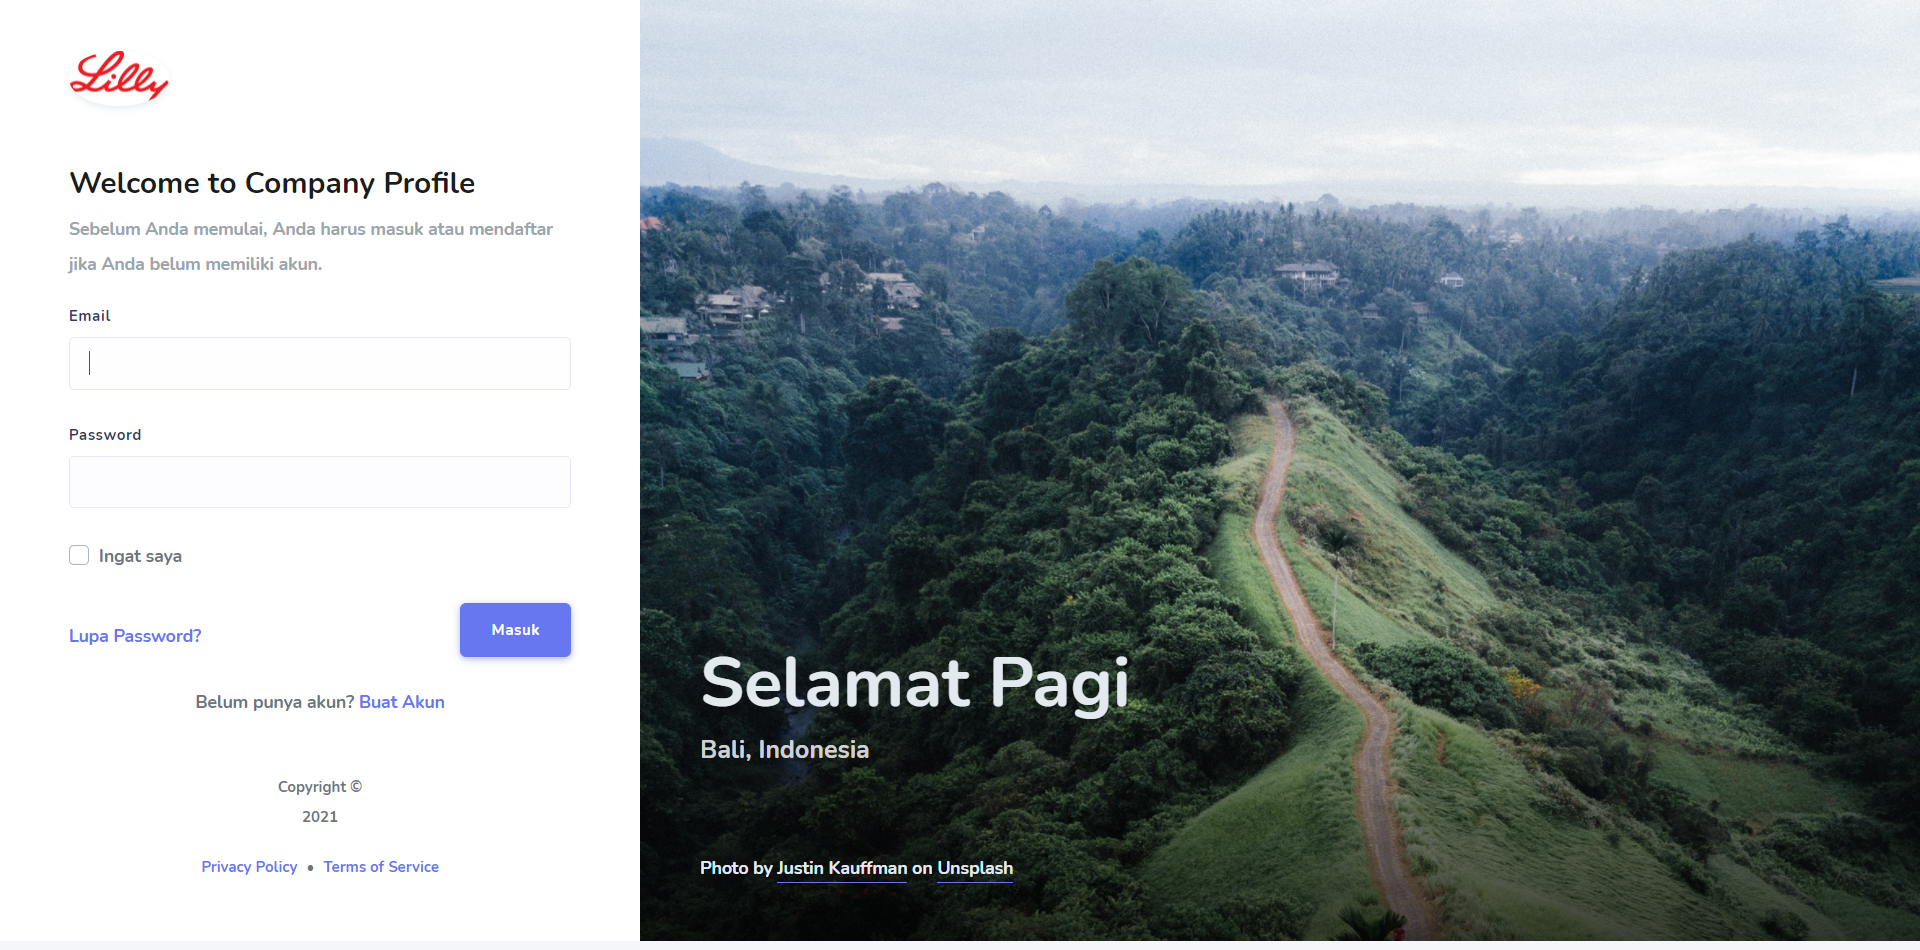 Lilly
Welcome to Company Profile
Sebelum Anda memulai, Anda harus masuk atau mendaftar
jika Anda belum memiliki akun.
Email
Password
Ingat saya
Lupa Password?
Masuk
Belum punya akun? Buat Akun
Copyright ©
2021
Privacy Policy • Terms of Service
Selamat Pagi
Bali, Indonesia
Photo by Justin Kauffman on Unsplash